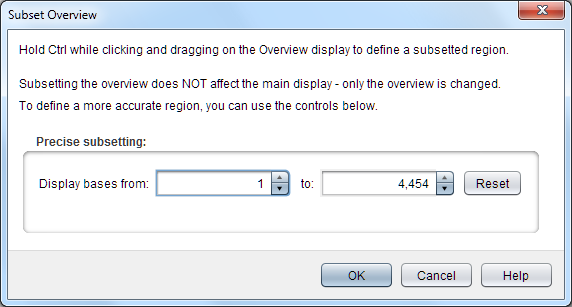 Subset Overview
Hold Ctrl while clicking and dragging on the Overview display to define a subsetted region.
Subsetting the overview does NOT affect the main display - only the overview is changed.
To define a more accurate region, you can use the controls below.
Precise subsetting:
Display bases from: 1 to: 4,454 Reset
OK Cancel Help